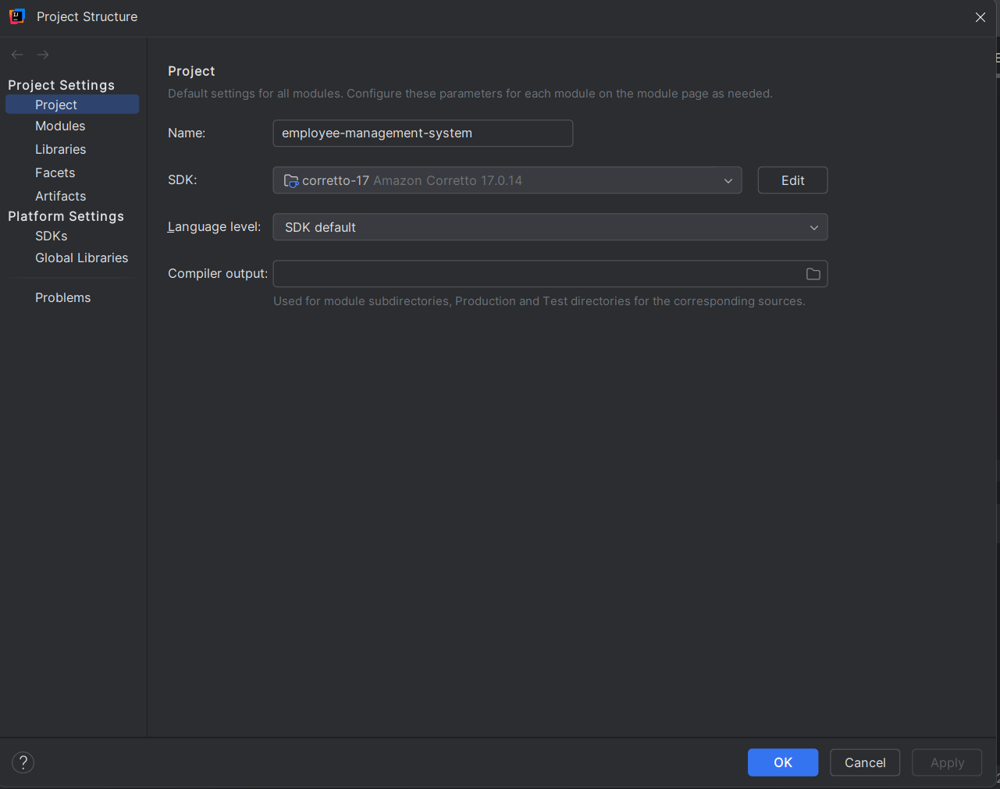 Project Structure
Project Settings
Project
Modules
Libraries
Facets
Artifacts
Platform Settings
SDKs
Global Libraries
Problems
Project
Default settings for all modules. Configure these parameters for each module on the module page as needed.
Name: employee-management-system
SDK: corretto-17 Amazon Corretto 17.0.14 Edit
Language level: SDK default
Compiler output:
Used for module subdirectories, Production and Test directories for the corresponding sources.
? OK Cancel Apply